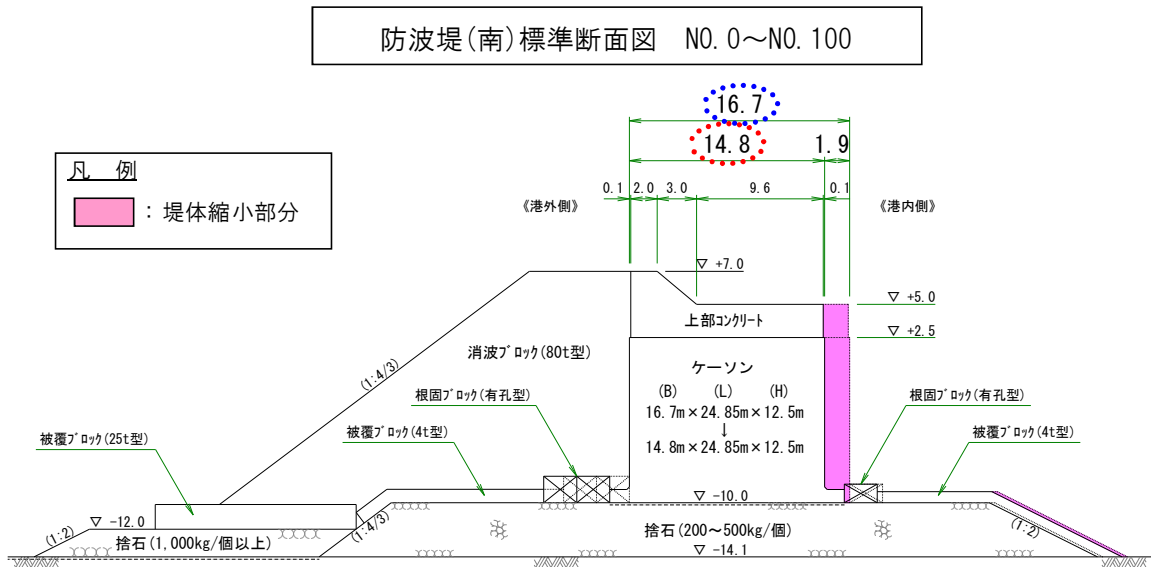 防波堤(南)標準断面図 NO.0～NO.100
16.7
14.8 1.9
凡 例
：堤体縮小部分
0.1 2.0 3.0 9.6 0.1
《港外側》 《港内側》
▽ +7.0
▽ +5.0
上部ｺﾝｸﾘｰﾄ
▽ +2.5
消波ﾌﾞﾛｯｸ(80t型)
(1:4/3)
ケーソン
(B) (L) (H)
16.7m×24.85m×12.5m
↓
14.8m×24.85m×12.5m
根固ﾌﾞﾛｯｸ(有孔型)
根固ﾌﾞﾛｯｸ(有孔型)
被覆ﾌﾞﾛｯｸ(25t型)
被覆ﾌﾞﾛｯｸ(4t型)
被覆ﾌﾞﾛｯｸ(4t型)
▽ -10.0
▽ -12.0
(1:2)
捨石(1,000kg/個以上)
(1:4/3)
捨石(200～500kg/個)
(1:2)
▽ -14.1